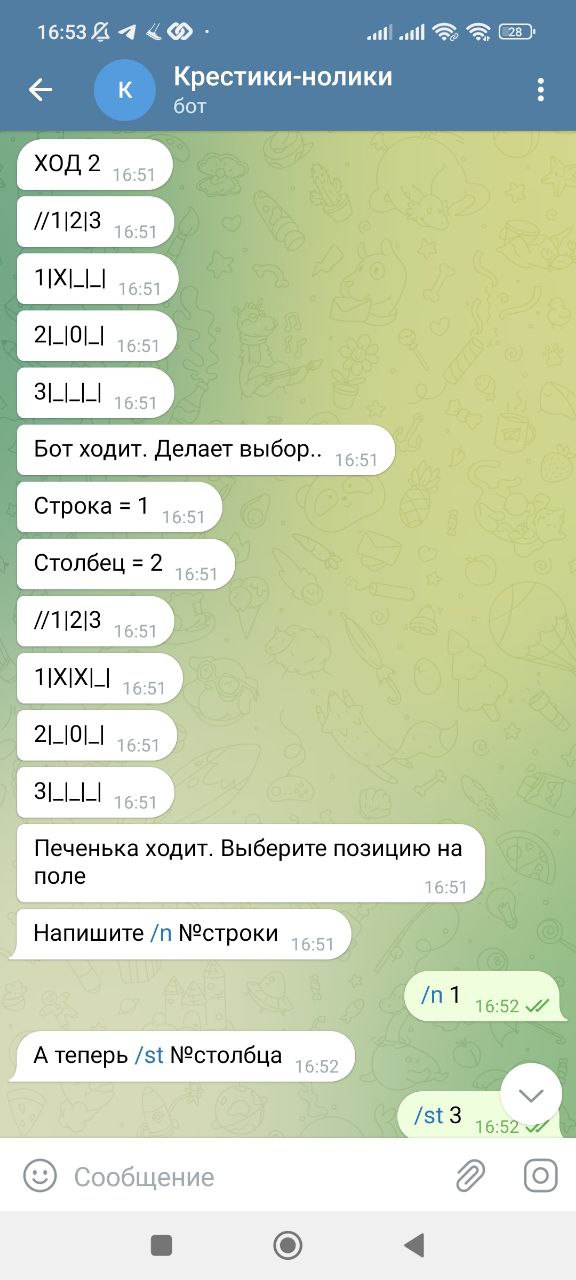 16:53
28
К
Крестики-нолики
бот
ХОД 2 16:51
//1|2|3 16:51
1|X|_|_| 16:51
2|_|0|_| 16:51
3|_|_|_| 16:51
Бот ходит. Делает выбор.. 16:51
Строка = 1 16:51
Столбец = 2 16:51
//1|2|3 16:51
1|X|X|_| 16:51
2|_|0|_| 16:51
3|_|_|_| 16:51
Печенька ходит. Выберите позицию на
поле 16:51
Напишите /n №строки 16:51
/n 1 16:52
А теперь /st №столбца 16:52
/st 3 16:52
Сообщение